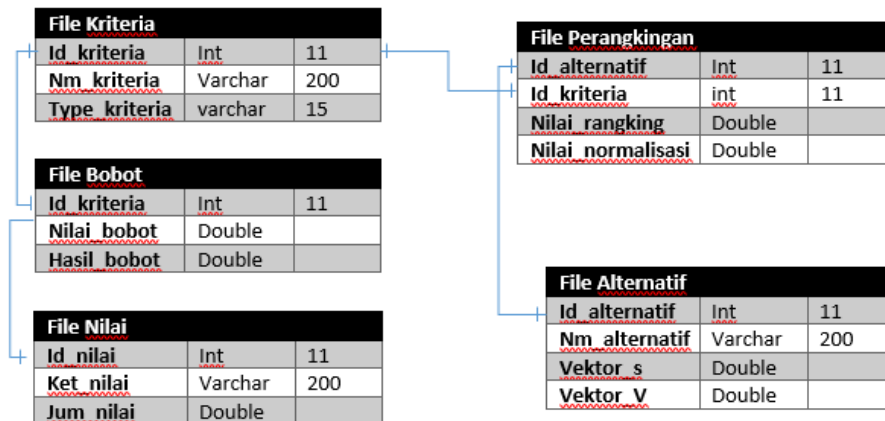 File Kriteria
Id_kriteria Int 11
Nm_kriteria Varchar 200
Type_kriteria varchar 15
File Bobot
Id_kriteria Int 11
Nilai_bobot Double
Hasil_bobot Double
File Nilai
Id_nilai Int 11
Ket_nilai Varchar 200
Jum_nilai Double
File Perangkingan
Id_alternatif Int 11
Id_kriteria int 11
Nilai_rangking Double
Nilai_normalisasi Double
File Alternatif
Id_alternatif Int 11
Nm_alternatif Varchar 200
Vektor_s Double
Vektor_V Double